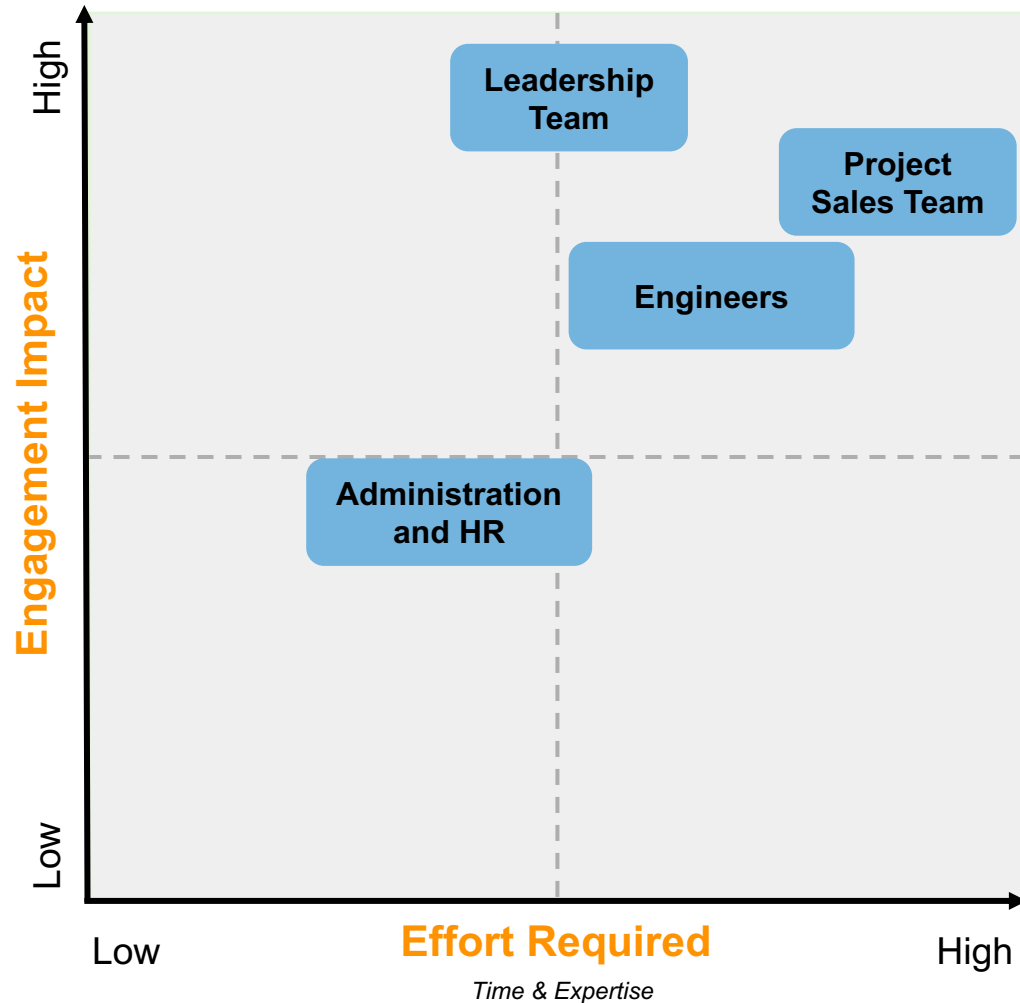 High
Leadership
Team
Project
Sales Team
Engineers
Engagement Impact
Administration
and HR
Low
Low
Effort Required
High
Time & Expertise